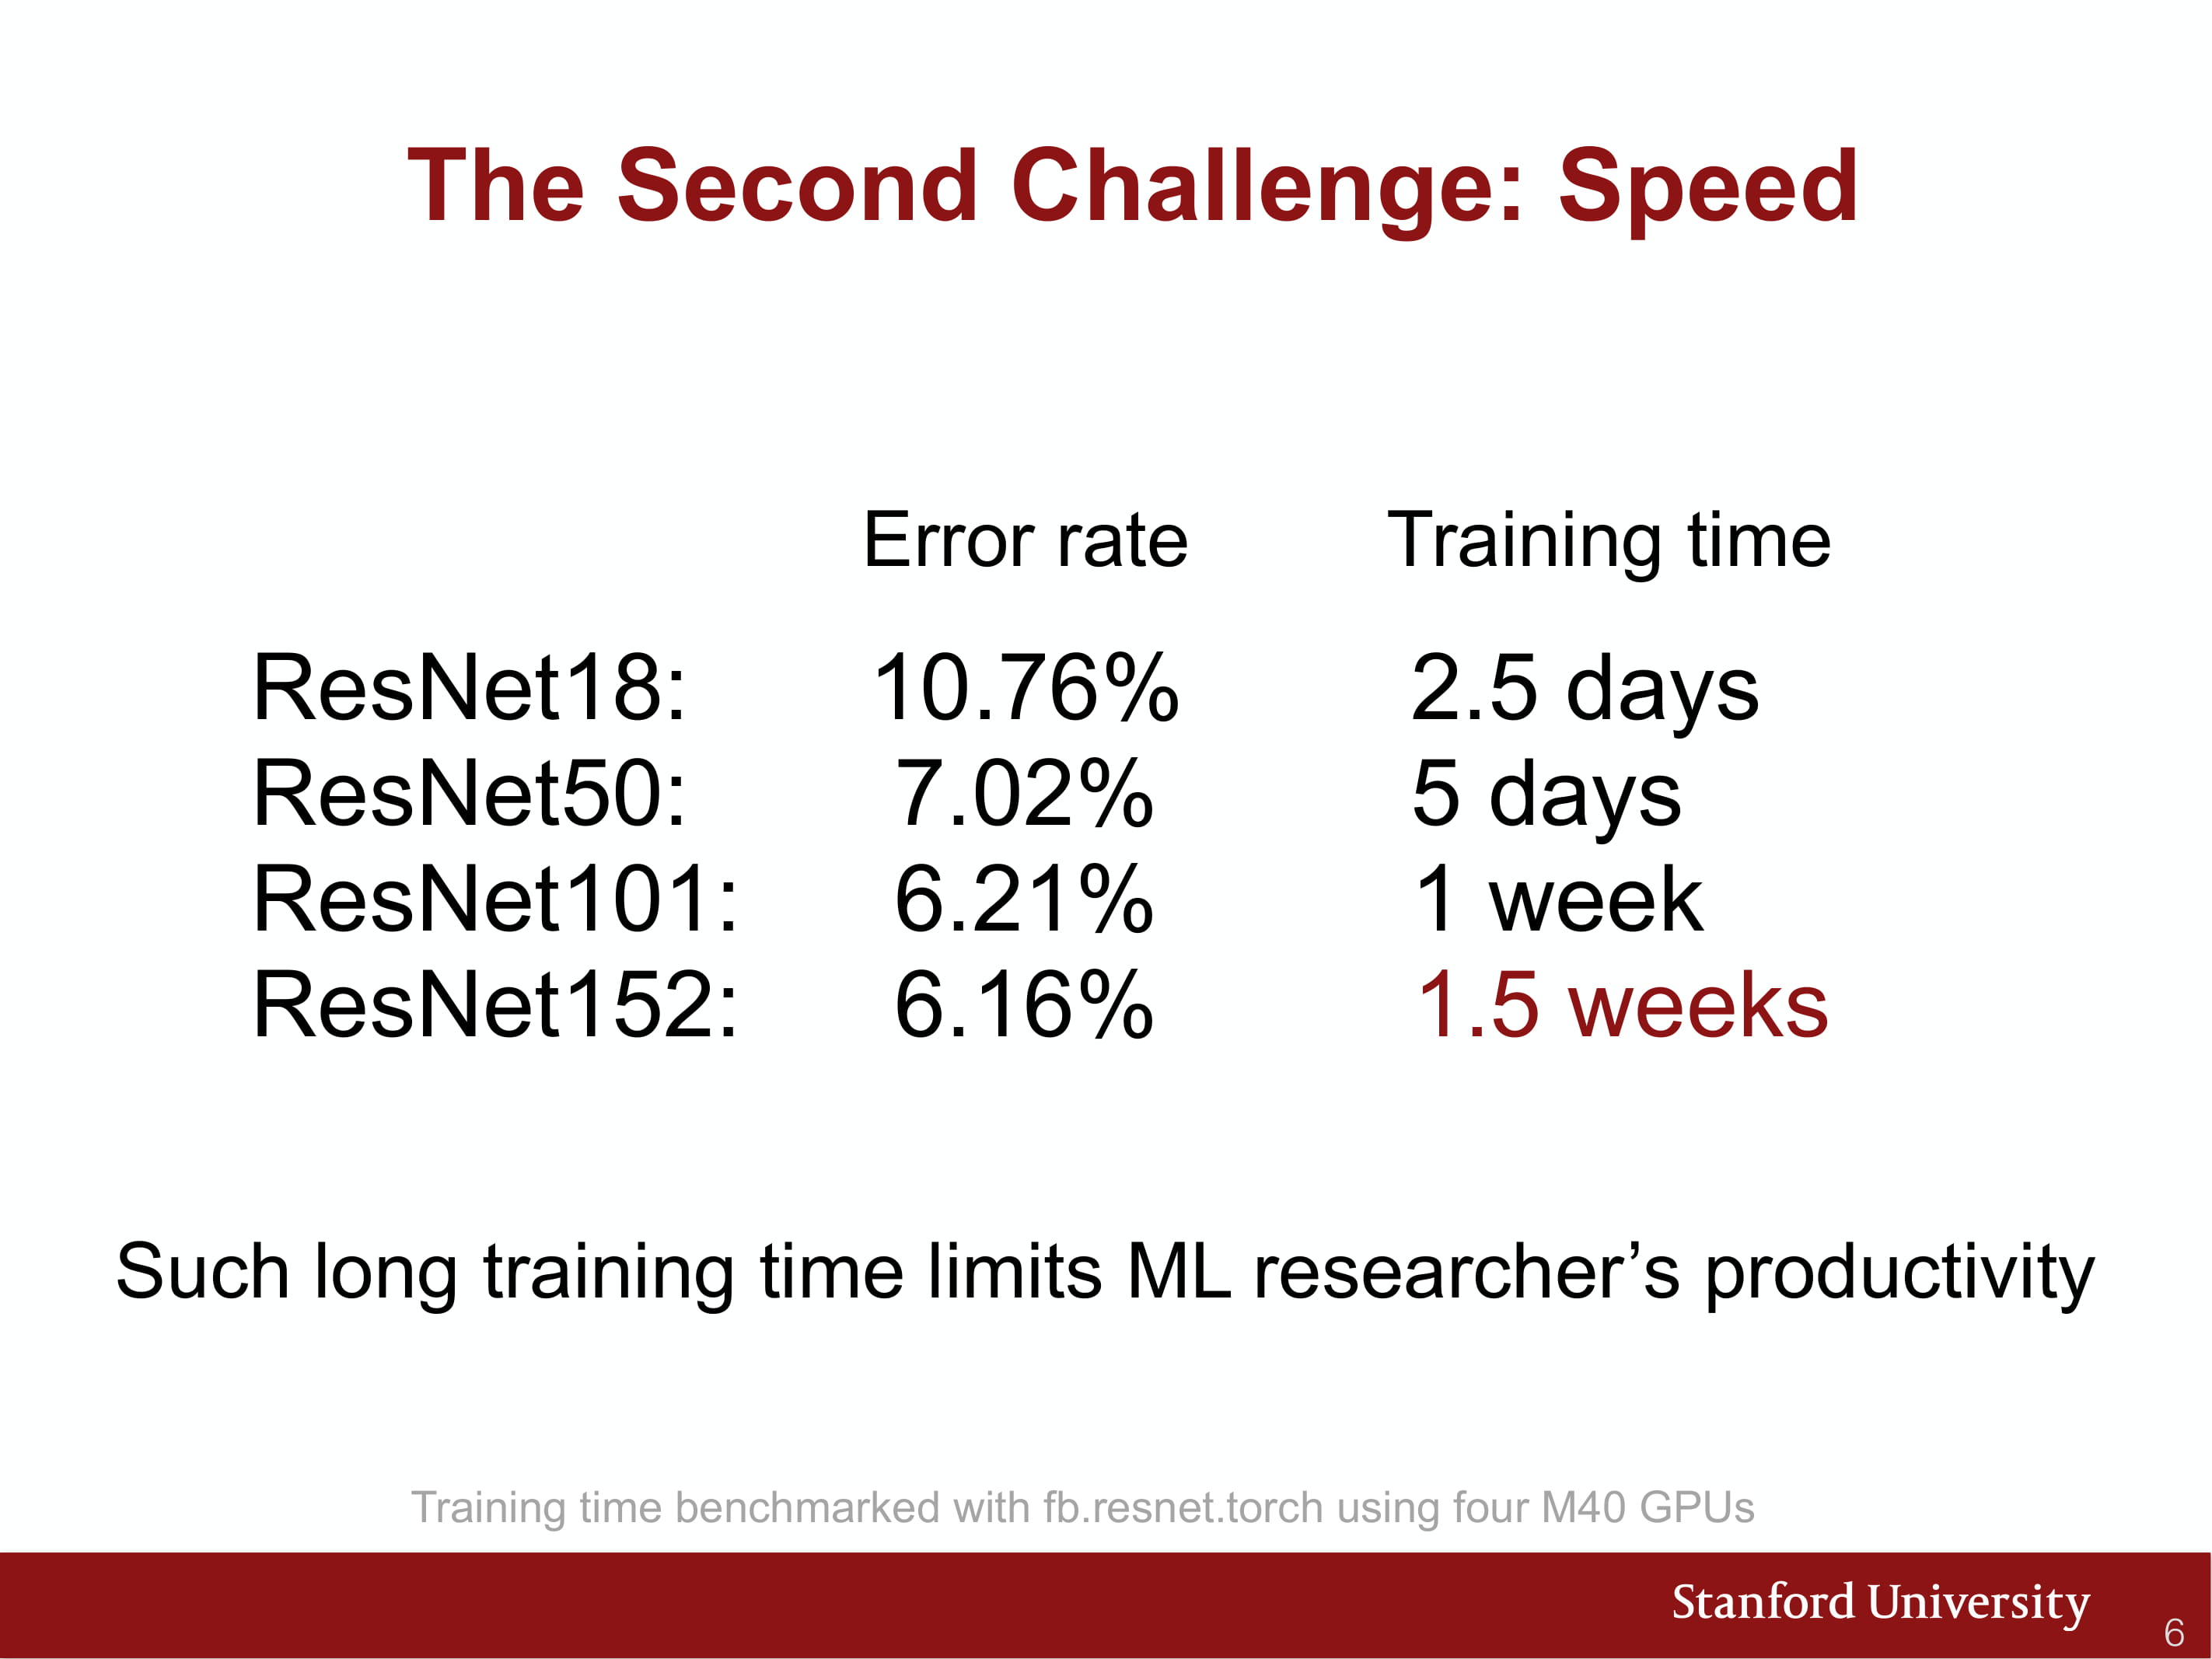 The Second Challenge: Speed
Error rate Training time
ResNet18: 10.76% 2.5 days
ResNet50: 7.02% 5 days
ResNet101: 6.21% 1 week
ResNet152: 6.16% 1.5 weeks
Such long training time limits ML researcher’s productivity
Training time benchmarked with fb.resnet.torch using four M40 GPUs
Stanford University
6